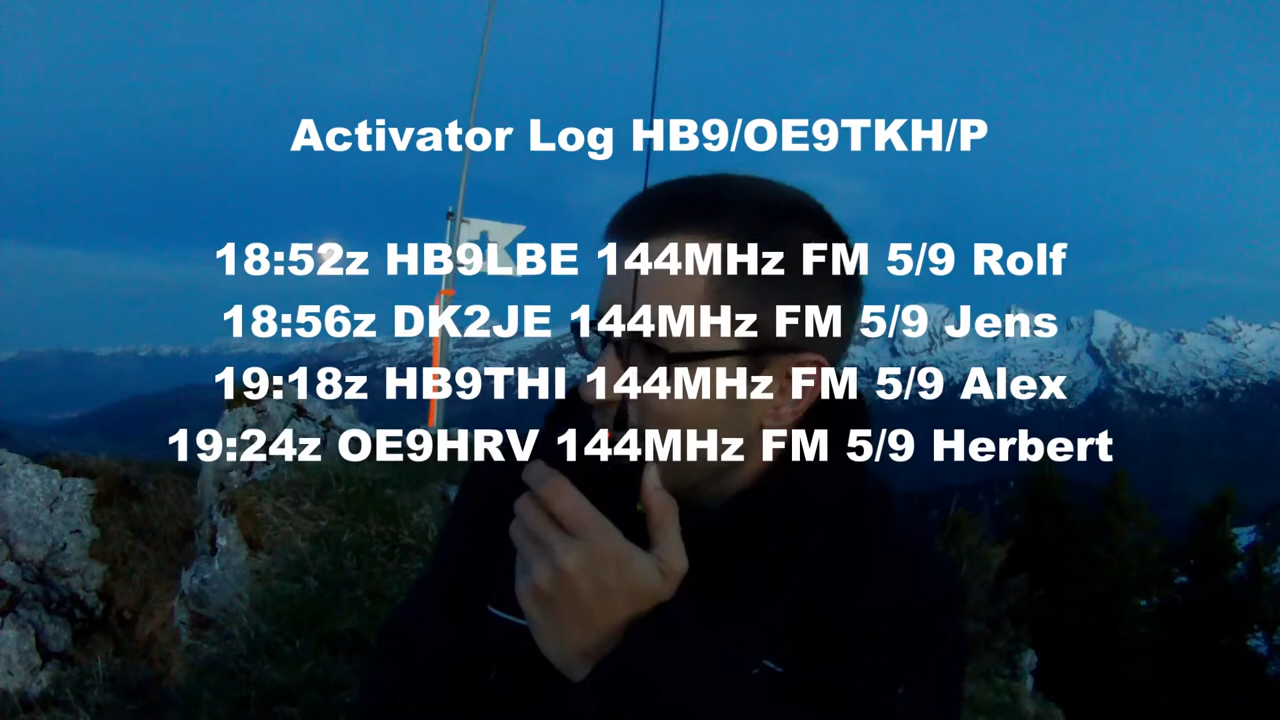 Activator Log HB9/OE9TKH/P
18:52z HB9LBE 144MHz FM 5/9 Rolf
18:56z DK2JE 144MHz FM 5/9 Jens
19:18z HB9THI 144MHz FM 5/9 Alex
19:24z OE9HRV 144MHz FM 5/9 Herbert